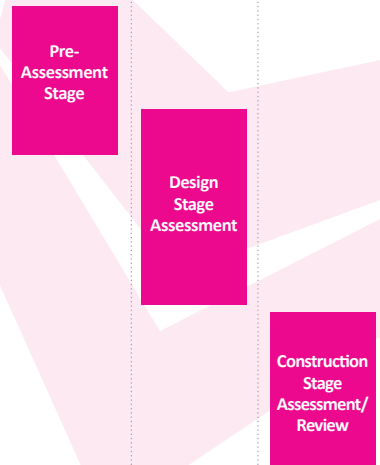 Pre-
Assessment
Stage
Design
Stage
Assessment
Construction
Stage
Assessment/
Review